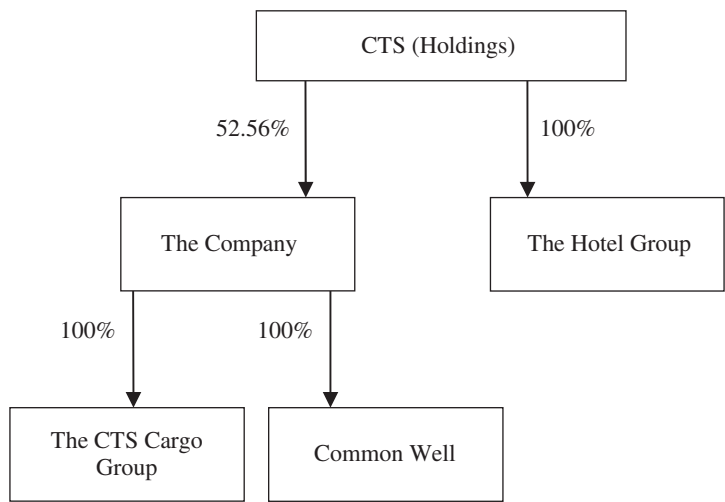 CTS (Holdings)
52.56%
100%
The Company
The Hotel Group
100%
100%
The CTS Cargo
Group
Common Well